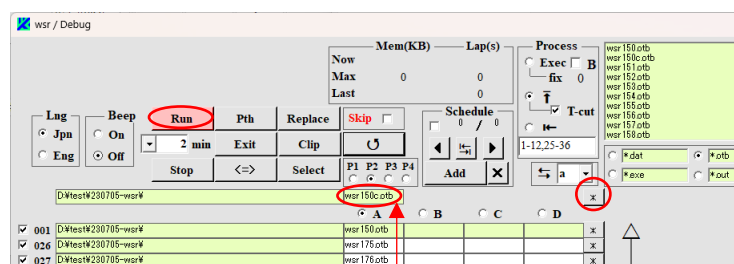 wsr / Debug
Mem(KB) Lap(s)
Now
Max 0 0
Last 0
Process
Exec B
fix 0
T-cut
1-12,25-36
a
wsr150.otb
wsr150c.otb
wsr151.otb
wsr152.otb
wsr153.otb
wsr154.otb
wsr155.otb
wsr156.otb
wsr157.otb
wsr158.otb
*.dat *.otb
*.exe *.out
Lng Beep
Jpn On
Eng Off
Run Pth Replace Skip
2 min Exit Clip
Stop <=> Select P1 P2 P3 P4
Schedule
0 / 0
Add X
D:¥test¥230705-wsr¥ wsr150c.otb x
A B C D
001 D:¥test¥230705-wsr¥ wsr150.otb x
026 D:¥test¥230705-wsr¥ wsr175.otb x
027 D:¥test¥230705-wsr¥ wsr176.otb x